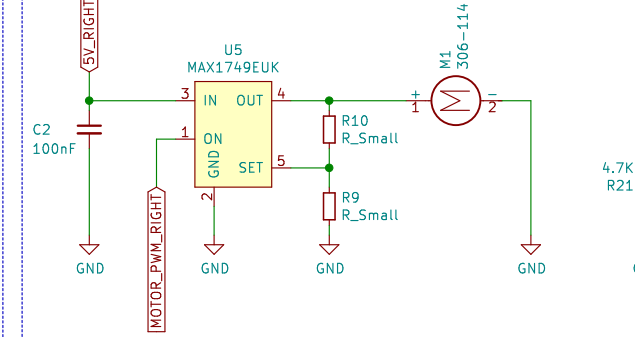 5V_RIGHT
U5
MAX1749EUK
3
IN
OUT
4
1
ON
GND
SET
5
2
C2
100nF
MOTOR_PWM_RIGHT
R10
R_Small
R9
R_Small
M1
306-114
+
1
-
2
4.7K
R21
GND
GND
GND
GND